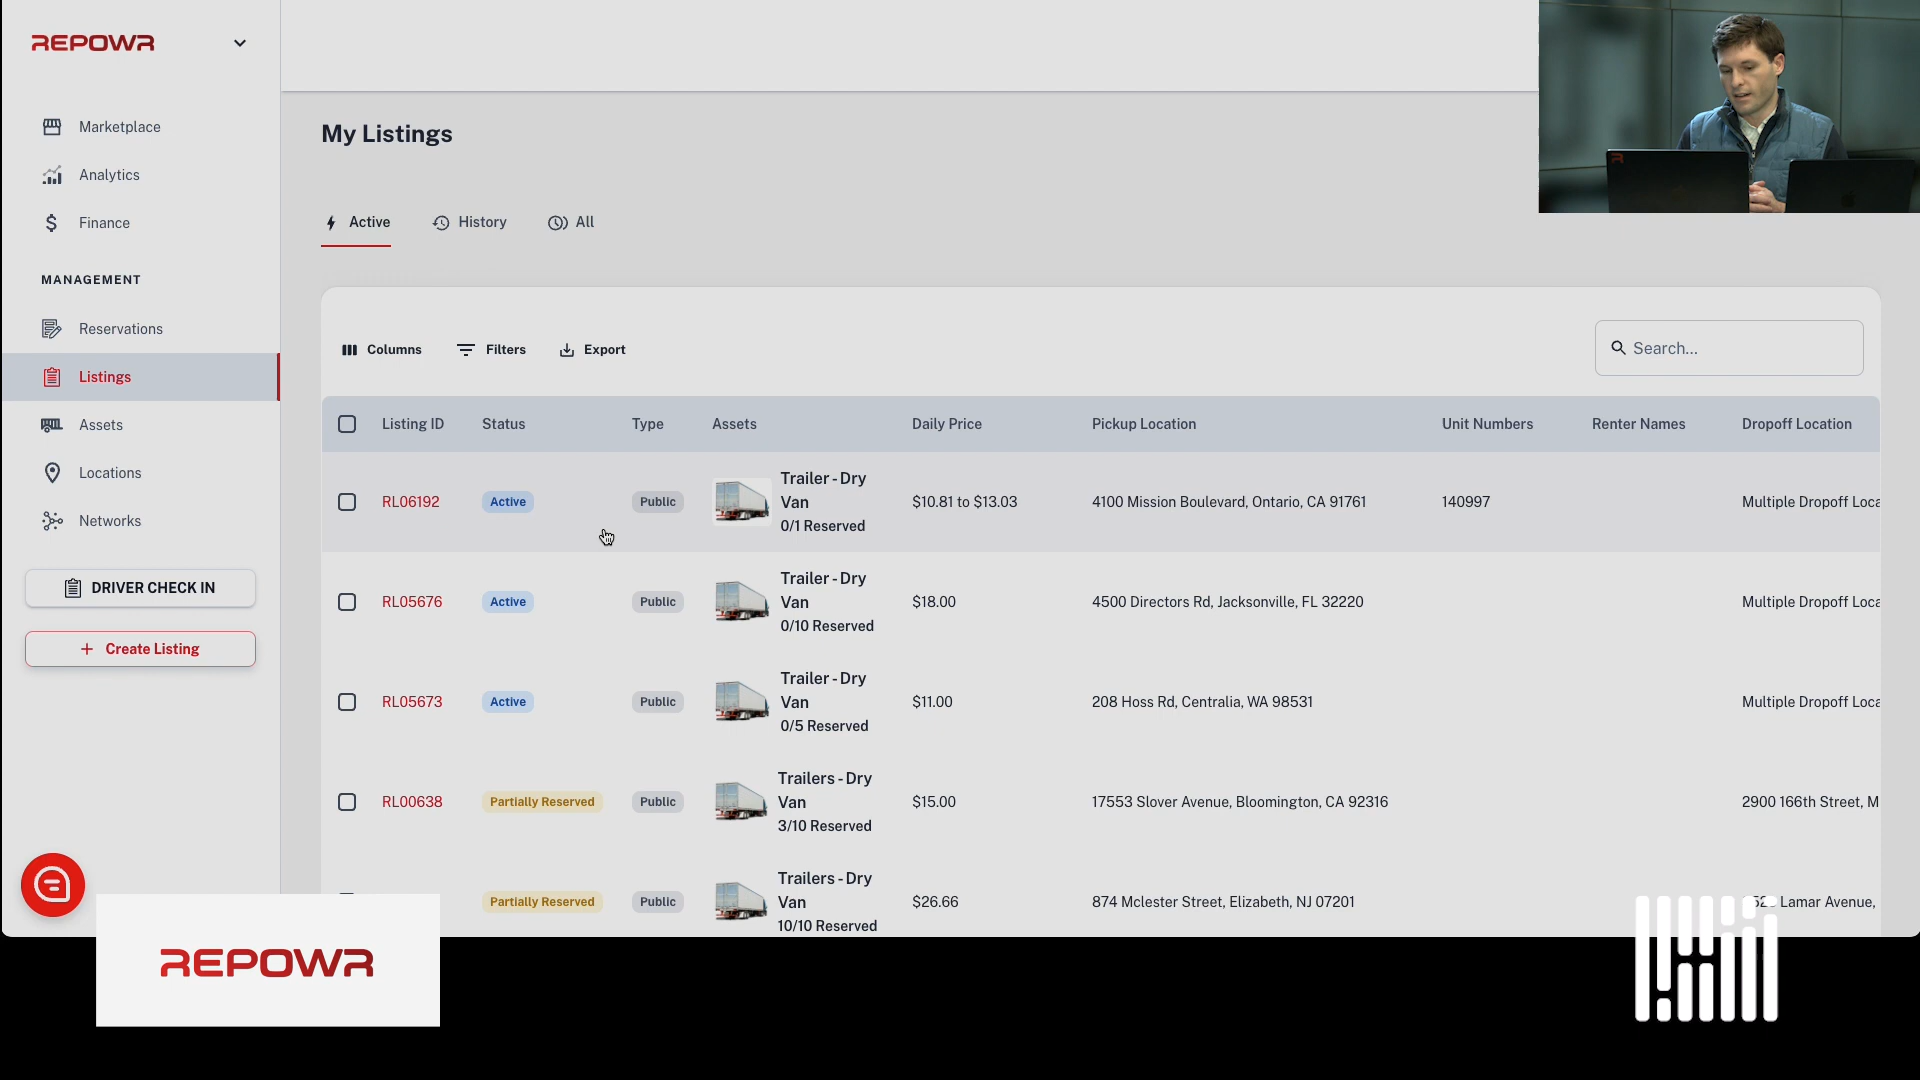 REPOWR
Marketplace
Analytics
Finance
MANAGEMENT
Reservations
Listings
Assets
Locations
Networks
DRIVER CHECK IN
+ Create Listing
My Listings
Active
History
All
Columns
Filters
Export
Search...
Listing ID Status Type Assets Daily Price Pickup Location Unit Numbers Renter Names Dropoff Location
RL06192 Active Public Trailer - Dry Van 0/1 Reserved $10.81 to $13.03 4100 Mission Boulevard, Ontario, CA 91761 140997 Multiple Dropoff Loca
RL05676 Active Public Trailer - Dry Van 0/10 Reserved $18.00 4500 Directors Rd, Jacksonville, FL 32220 Multiple Dropoff Loca
RL05673 Active Public Trailer - Dry Van 0/5 Reserved $11.00 208 Hoss Rd, Centralia, WA 98531 Multiple Dropoff Loca
RL00638 Partially Reserved Public Trailers - Dry Van 3/10 Reserved $15.00 17553 Slover Avenue, Bloomington, CA 92316 2900 166th Street, M
Partially Reserved Public Trailers - Dry Van 10/10 Reserved $26.66 874 Mclester Street, Elizabeth, NJ 07201 Lamar Avenue,
REPOWR